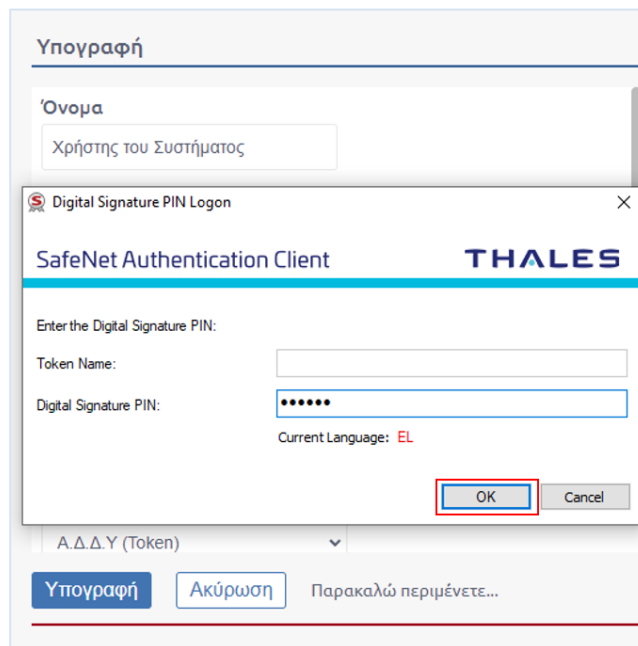 Υπογραφή
Όνομα
Χρήστης του Συστήματος
Digital Signature PIN Logon
SafeNet Authentication Client
THALES
Enter the Digital Signature PIN:
Token Name:
Digital Signature PIN: ••••••
Current Language: EL
OK Cancel
Α.Δ.Δ.Υ (Token)
Υπογραφή Ακύρωση Παρακαλώ περιμένετε...